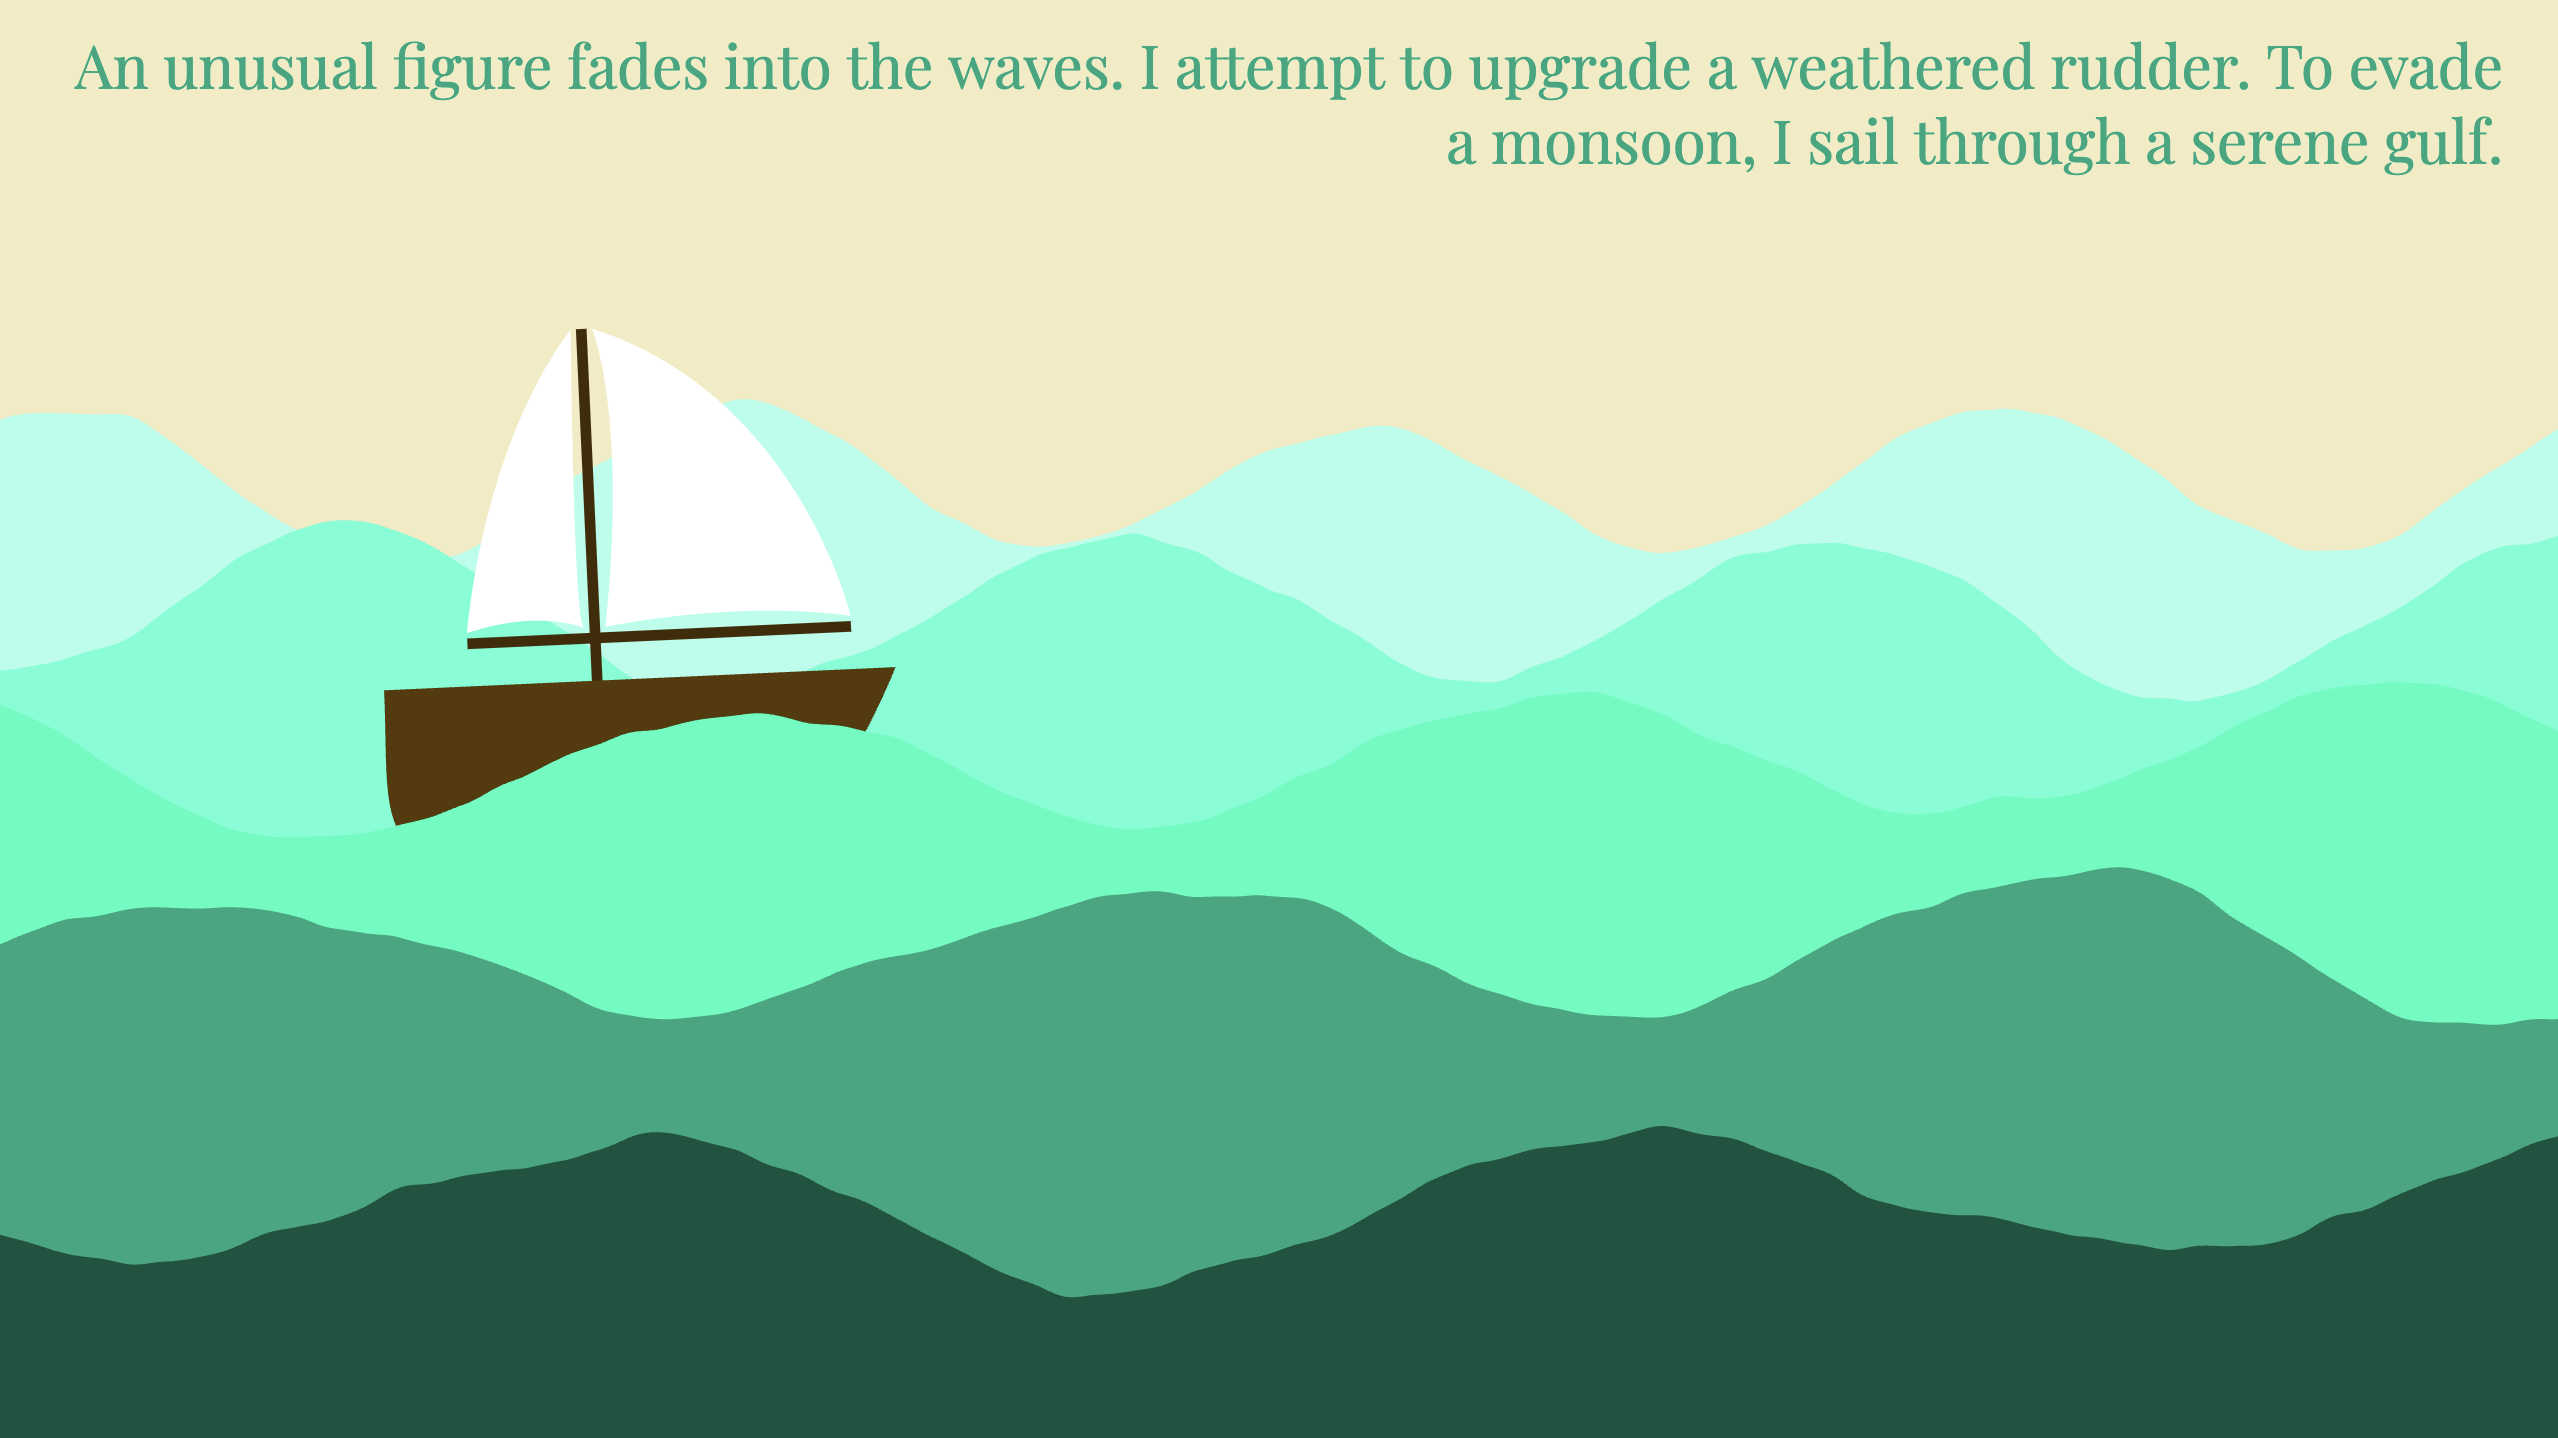 An unusual figure fades into the waves. I attempt to upgrade a weathered rudder. To evade
a monsoon, I sail through a serene gulf.